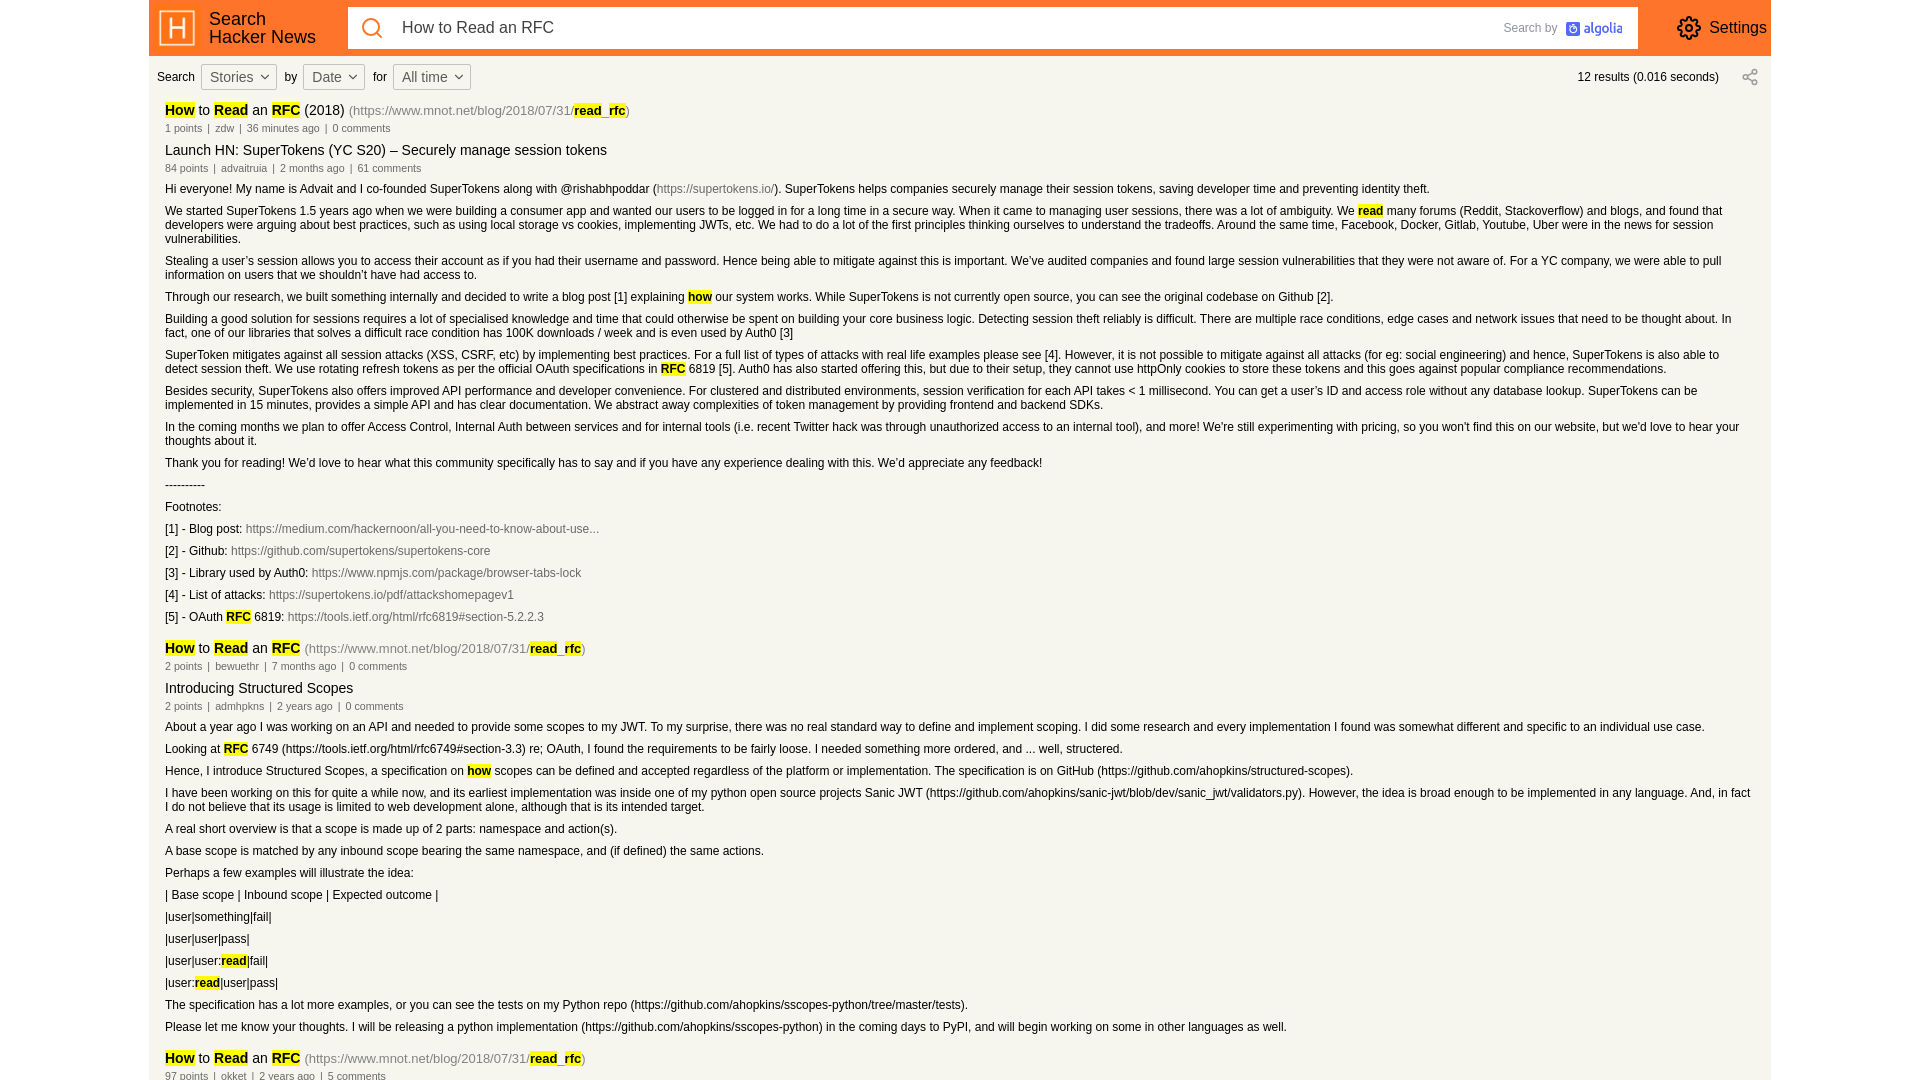 H
Search
Hacker News
How to Read an RFC
Search by algolia
Settings
Search Stories by Date for All time
12 results (0.016 seconds)
How to Read an RFC (2018) (https://www.mnot.net/blog/2018/07/31/read_rfc)
1 points | zdw | 36 minutes ago | 0 comments
Launch HN: SuperTokens (YC S20) – Securely manage session tokens
84 points | advaitruia | 2 months ago | 61 comments
Hi everyone! My name is Advait and I co-founded SuperTokens along with @rishabhpoddar (https://supertokens.io/). SuperTokens helps companies securely manage their session tokens, saving developer time and preventing identity theft.
We started SuperTokens 1.5 years ago when we were building a consumer app and wanted our users to be logged in for a long time in a secure way. When it came to managing user sessions, there was a lot of ambiguity. We read many forums (Reddit, Stackoverflow) and blogs, and found that
developers were arguing about best practices, such as using local storage vs cookies, implementing JWTs, etc. We had to do a lot of the first principles thinking ourselves to understand the tradeoffs. Around the same time, Facebook, Docker, Gitlab, Youtube, Uber were in the news for session
vulnerabilities.
Stealing a user’s session allows you to access their account as if you had their username and password. Hence being able to mitigate against this is important. We’ve audited companies and found large session vulnerabilities that they were not aware of. For a YC company, we were able to pull
information on users that we shouldn’t have had access to.
Through our research, we built something internally and decided to write a blog post [1] explaining how our system works. While SuperTokens is not currently open source, you can see the original codebase on Github [2].
Building a good solution for sessions requires a lot of specialised knowledge and time that could otherwise be spent on building your core business logic. Detecting session theft reliably is difficult. There are multiple race conditions, edge cases and network issues that need to be thought about. In
fact, one of our libraries that solves a difficult race condition has 100K downloads / week and is even used by Auth0 [3]
SuperToken mitigates against all session attacks (XSS, CSRF, etc) by implementing best practices. For a full list of types of attacks with real life examples please see [4]. However, it is not possible to mitigate against all attacks (for eg: social engineering) and hence, SuperTokens is also able to
detect session theft. We use rotating refresh tokens as per the official OAuth specifications in RFC 6819 [5]. Auth0 has also started offering this, but due to their setup, they cannot use httpOnly cookies to store these tokens and this goes against popular compliance recommendations.
Besides security, SuperTokens also offers improved API performance and developer convenience. For clustered and distributed environments, session verification for each API takes < 1 millisecond. You can get a user’s ID and access role without any database lookup. SuperTokens can be
implemented in 15 minutes, provides a simple API and has clear documentation. We abstract away complexities of token management by providing frontend and backend SDKs.
In the coming months we plan to offer Access Control, Internal Auth between services and for internal tools (i.e. recent Twitter hack was through unauthorized access to an internal tool), and more! We're still experimenting with pricing, so you won't find this on our website, but we'd love to hear your
thoughts about it.
Thank you for reading! We’d love to hear what this community specifically has to say and if you have any experience dealing with this. We’d appreciate any feedback!
----------
Footnotes:
[1] - Blog post: https://medium.com/hackernoon/all-you-need-to-know-about-use...
[2] - Github: https://github.com/supertokens/supertokens-core
[3] - Library used by Auth0: https://www.npmjs.com/package/browser-tabs-lock
[4] - List of attacks: https://supertokens.io/pdf/attackshomepagev1
[5] - OAuth RFC 6819: https://tools.ietf.org/html/rfc6819#section-5.2.2.3
How to Read an RFC (https://www.mnot.net/blog/2018/07/31/read_rfc)
2 points | bewuethr | 7 months ago | 0 comments
Introducing Structured Scopes
2 points | admhpkns | 2 years ago | 0 comments
About a year ago I was working on an API and needed to provide some scopes to my JWT. To my surprise, there was no real standard way to define and implement scoping. I did some research and every implementation I found was somewhat different and specific to an individual use case.
Looking at RFC 6749 (https://tools.ietf.org/html/rfc6749#section-3.3) re; OAuth, I found the requirements to be fairly loose. I needed something more ordered, and ... well, structered.
Hence, I introduce Structured Scopes, a specification on how scopes can be defined and accepted regardless of the platform or implementation. The specification is on GitHub (https://github.com/ahopkins/structured-scopes).
I have been working on this for quite a while now, and its earliest implementation was inside one of my python open source projects Sanic JWT (https://github.com/ahopkins/sanic-jwt/blob/dev/sanic_jwt/validators.py). However, the idea is broad enough to be implemented in any language. And, in fact
I do not believe that its usage is limited to web development alone, although that is its intended target.
A real short overview is that a scope is made up of 2 parts: namespace and action(s).
A base scope is matched by any inbound scope bearing the same namespace, and (if defined) the same actions.
Perhaps a few examples will illustrate the idea:
| Base scope | Inbound scope | Expected outcome |
|user|something|fail|
|user|user|pass|
|user|user:read|fail|
|user:read|user|pass|
The specification has a lot more examples, or you can see the tests on my Python repo (https://github.com/ahopkins/sscopes-python/tree/master/tests).
Please let me know your thoughts. I will be releasing a python implementation (https://github.com/ahopkins/sscopes-python) in the coming days to PyPI, and will begin working on some in other languages as well.
How to Read an RFC (https://www.mnot.net/blog/2018/07/31/read_rfc)
97 points | okket | 2 years ago | 5 comments